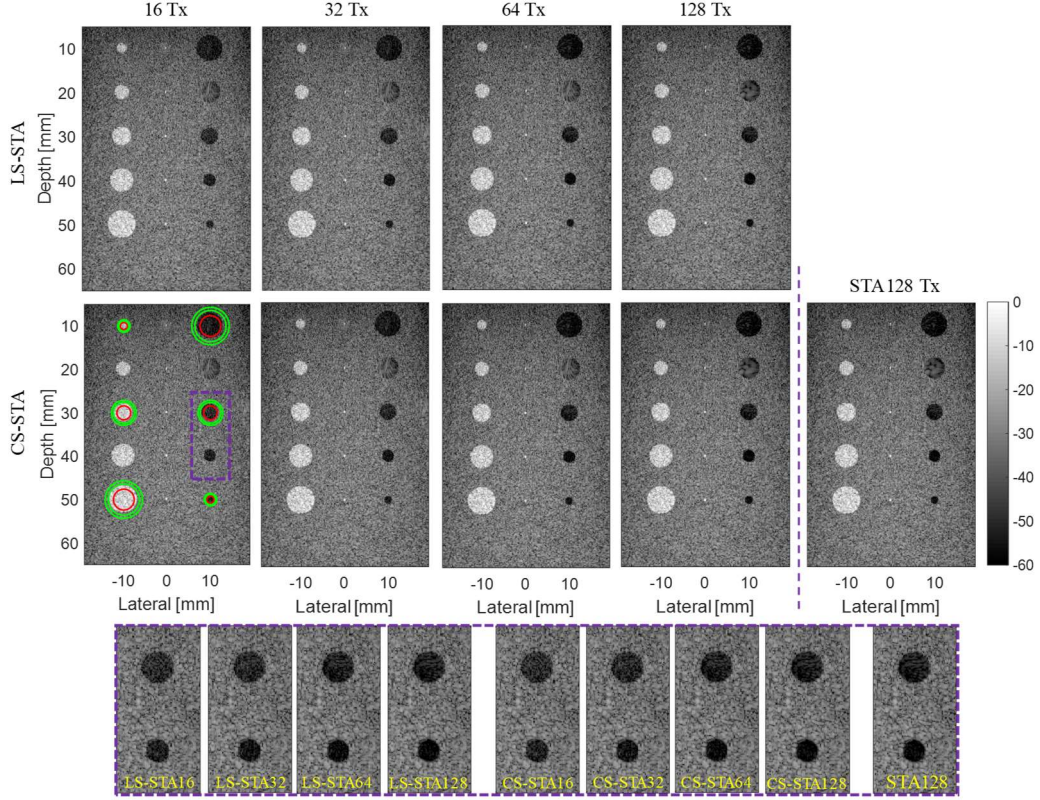 16 Tx 32 Tx 64 Tx 128 Tx
LS-STA
Depth [mm]
10
20
30
40
50
60
STA128 Tx
CS-STA
Depth [mm]
10
20
30
40
50
60
0
-10
-20
-30
-40
-50
-60
-10 0 10 -10 0 10 -10 0 10 -10 0 10 -10 0 10
Lateral [mm] Lateral [mm] Lateral [mm] Lateral [mm] Lateral [mm]
LS-STA16 LS-STA32 LS-STA64 LS-STA128 CS-STA16 CS-STA32 CS-STA64 CS-STA128 STA128